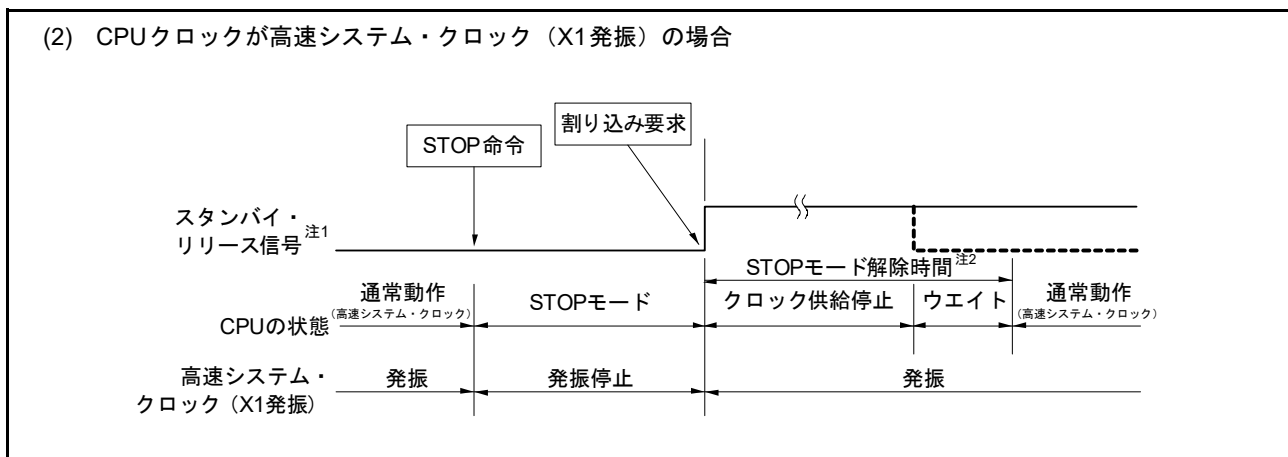 (2) CPUクロックが高速システム・クロック（X1発振）の場合
STOP命令
割り込み要求
スタンバイ・
リリース信号注1
STOPモード解除時間注2
通常動作
(高速システム・クロック)
STOPモード
クロック供給停止
ウエイト
通常動作
(高速システム・クロック)
CPUの状態
高速システム・
クロック（X1発振）
発振
発振停止
発振